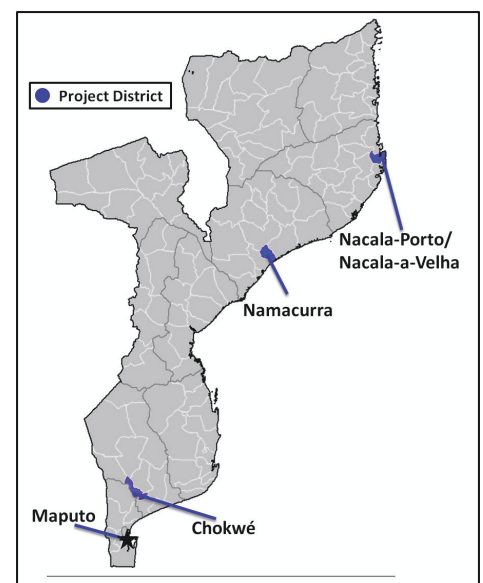 Project District
Nacala-Porto/
Nacala-a-Velha
Namacurra
Maputo
Chokwé